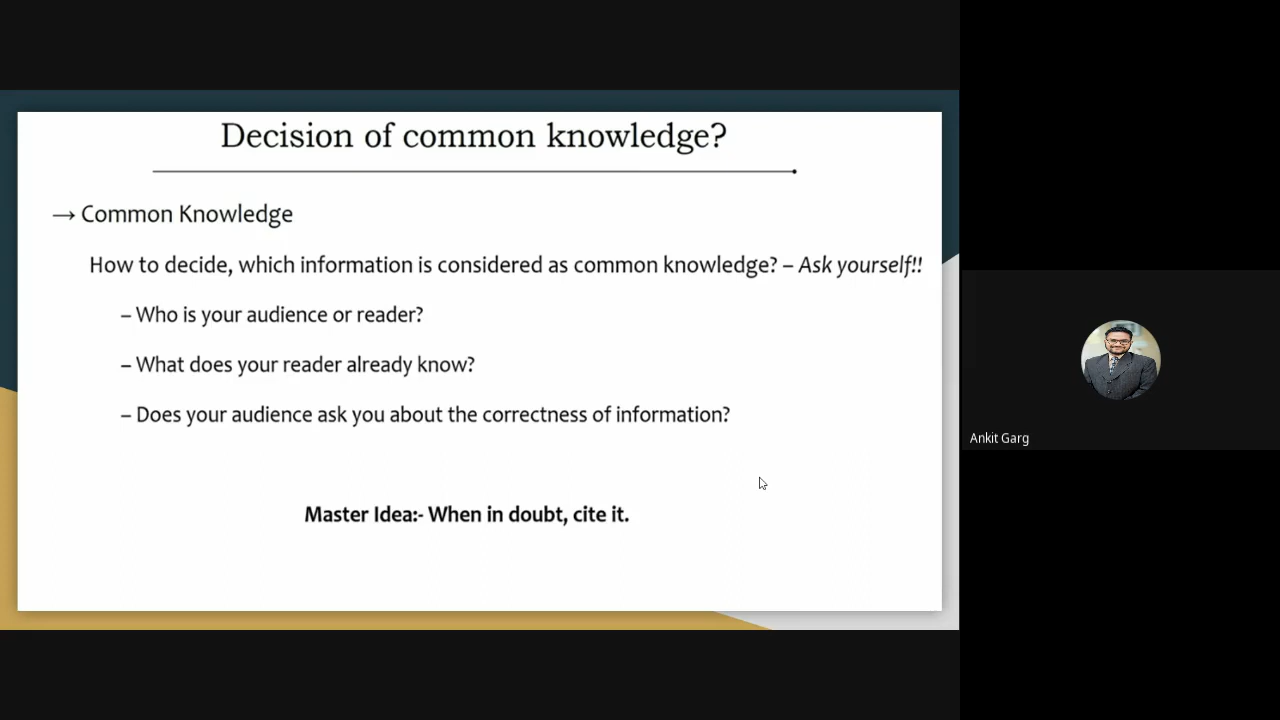 Decision of common knowledge?
→ Common Knowledge
How to decide, which information is considered as common knowledge? – Ask yourself!!
– Who is your audience or reader?
– What does your reader already know?
– Does your audience ask you about the correctness of information?
Master Idea:- When in doubt, cite it.
Ankit Garg